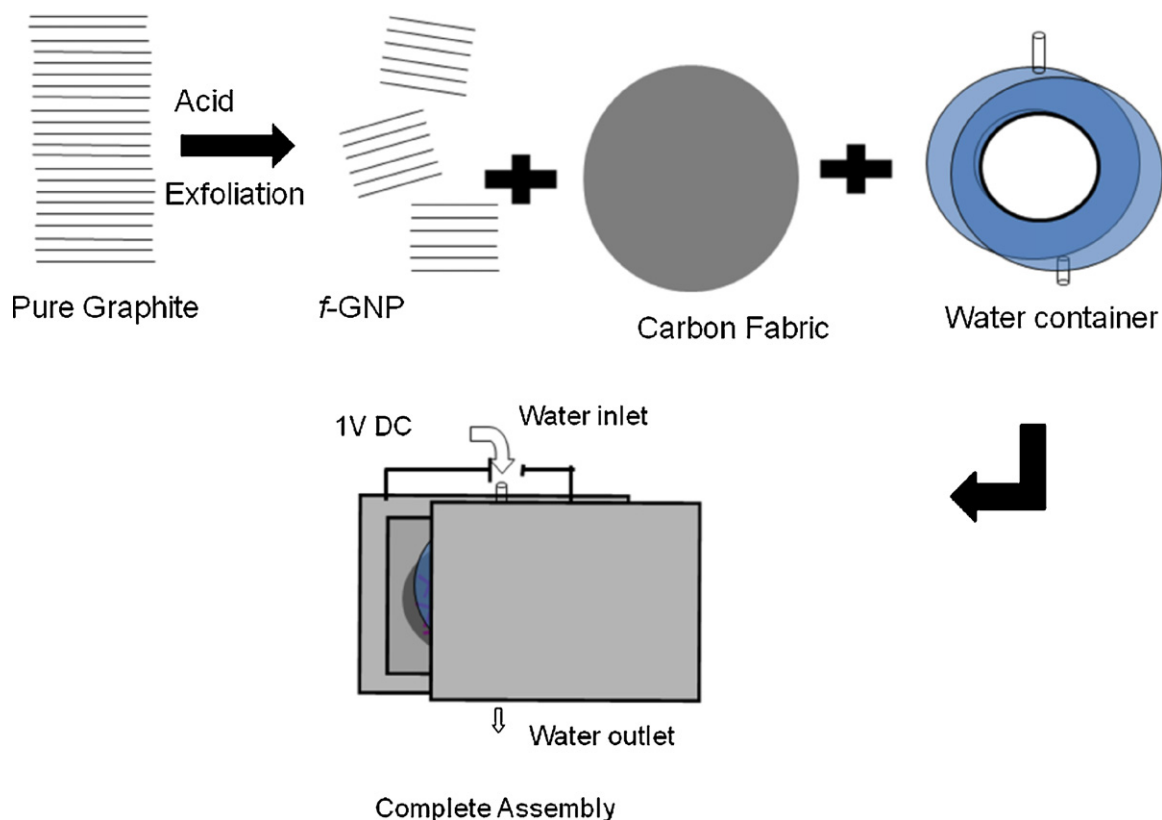 Acid
Exfoliation
Pure Graphite
f-GNP
Carbon Fabric
Water container
1V DC
Water inlet
Water outlet
Complete Assembly